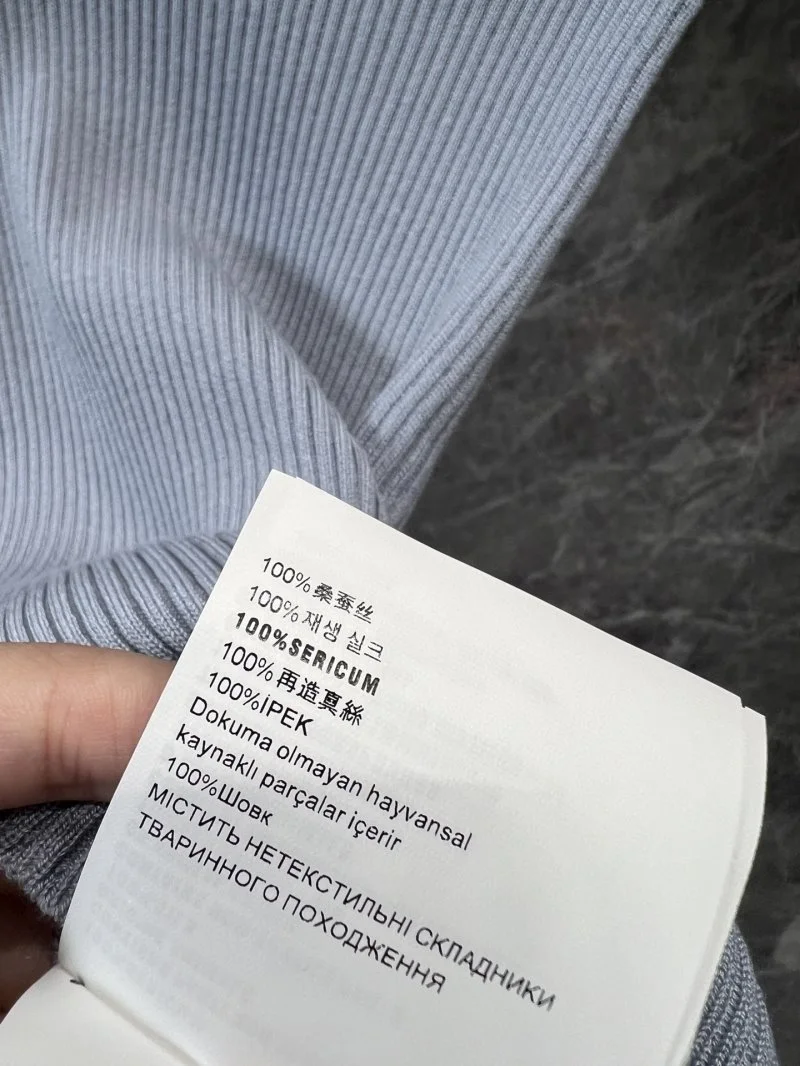 100%桑蚕丝
100%재생 실크
100%SERICUM
100%再造真絲
100%İPEK
Dokuma olmayan hayvansal
kaynaklı parçalar içerir
100%Шовк
МІСТИТЬ НЕТЕКСТИЛЬНІ СКЛАДНИКИ
ТВАРИННОГО ПОХОДЖЕННЯ